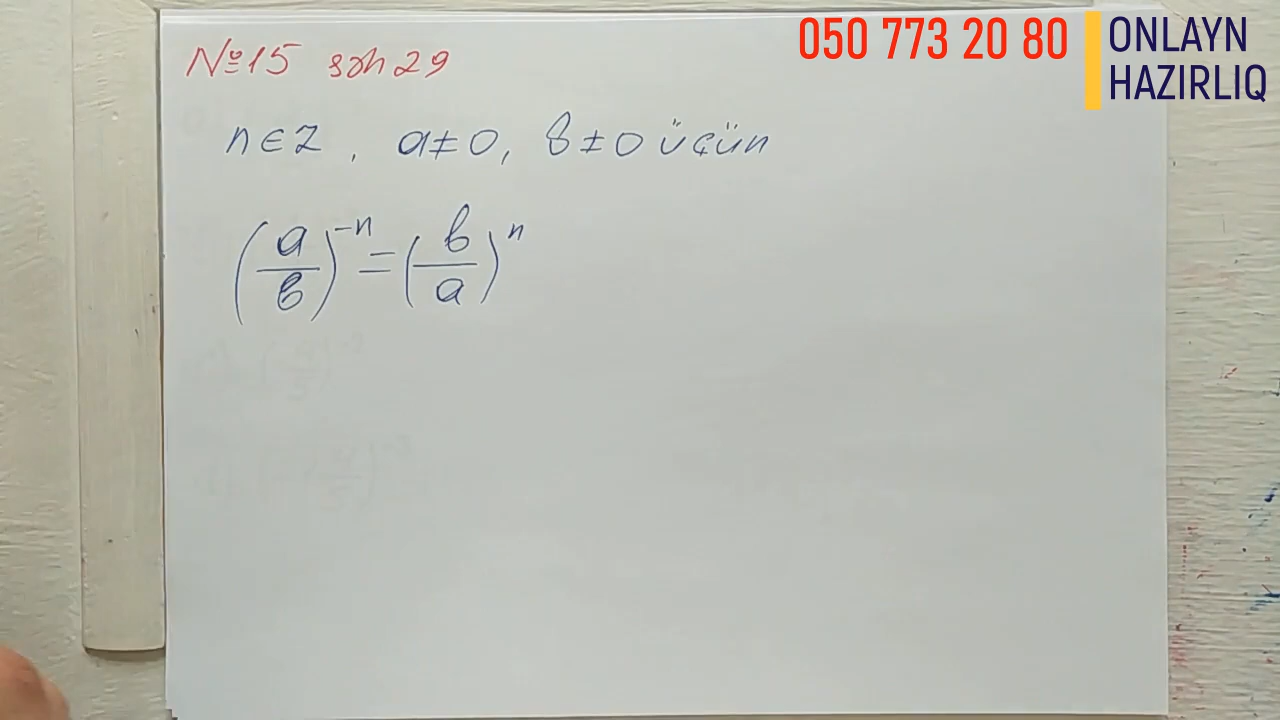 №15 səh 29
050 773 20 80
ONLAYN
HAZIRLIQ
n∈Z, a≠0, b≠0 üçün
(a/b)^-n = (b/a)^n